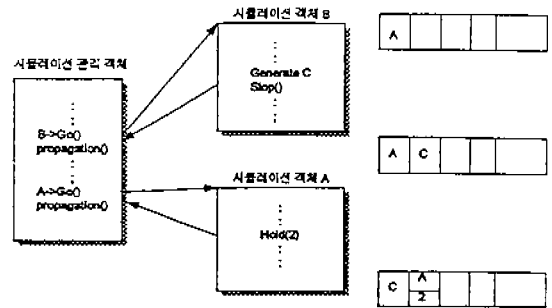 시뮬레이션 관리 객체
B->Go()
propagation()
A->Go()
propagation()
시뮬레이션 객체 B
Generate C
Stop()
시뮬레이션 객체 A
Hold(2)
A
A C
C A
2